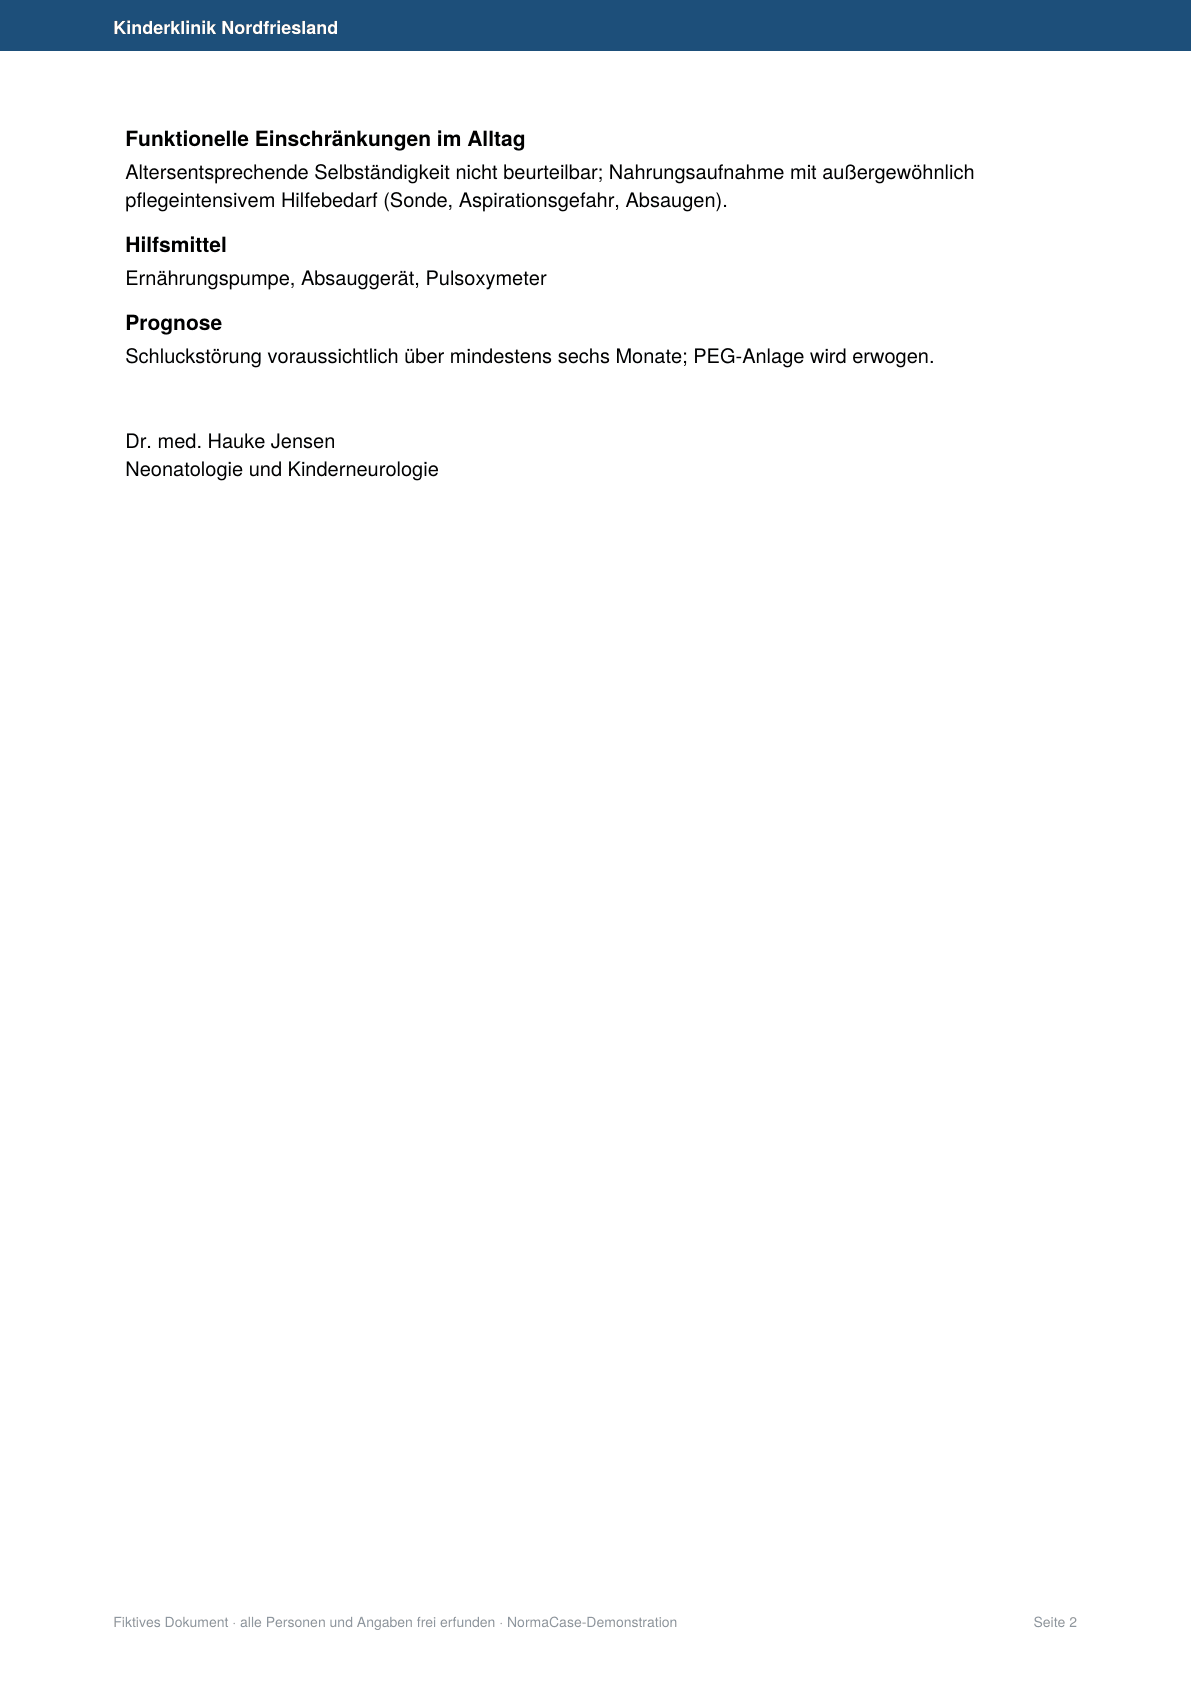 Kinderklinik Nordfriesland
Funktionelle Einschränkungen im Alltag
Altersentsprechende Selbständigkeit nicht beurteilbar; Nahrungsaufnahme mit außergewöhnlich
pflegeintensivem Hilfebedarf (Sonde, Aspirationsgefahr, Absaugen).
Hilfsmittel
Ernährungspumpe, Absauggerät, Pulsoxymeter
Prognose
Schluckstörung voraussichtlich über mindestens sechs Monate; PEG-Anlage wird erwogen.
Dr. med. Hauke Jensen
Neonatologie und Kinderneurologie
Fiktives Dokument · alle Personen und Angaben frei erfunden · NormaCase-Demonstration Seite 2